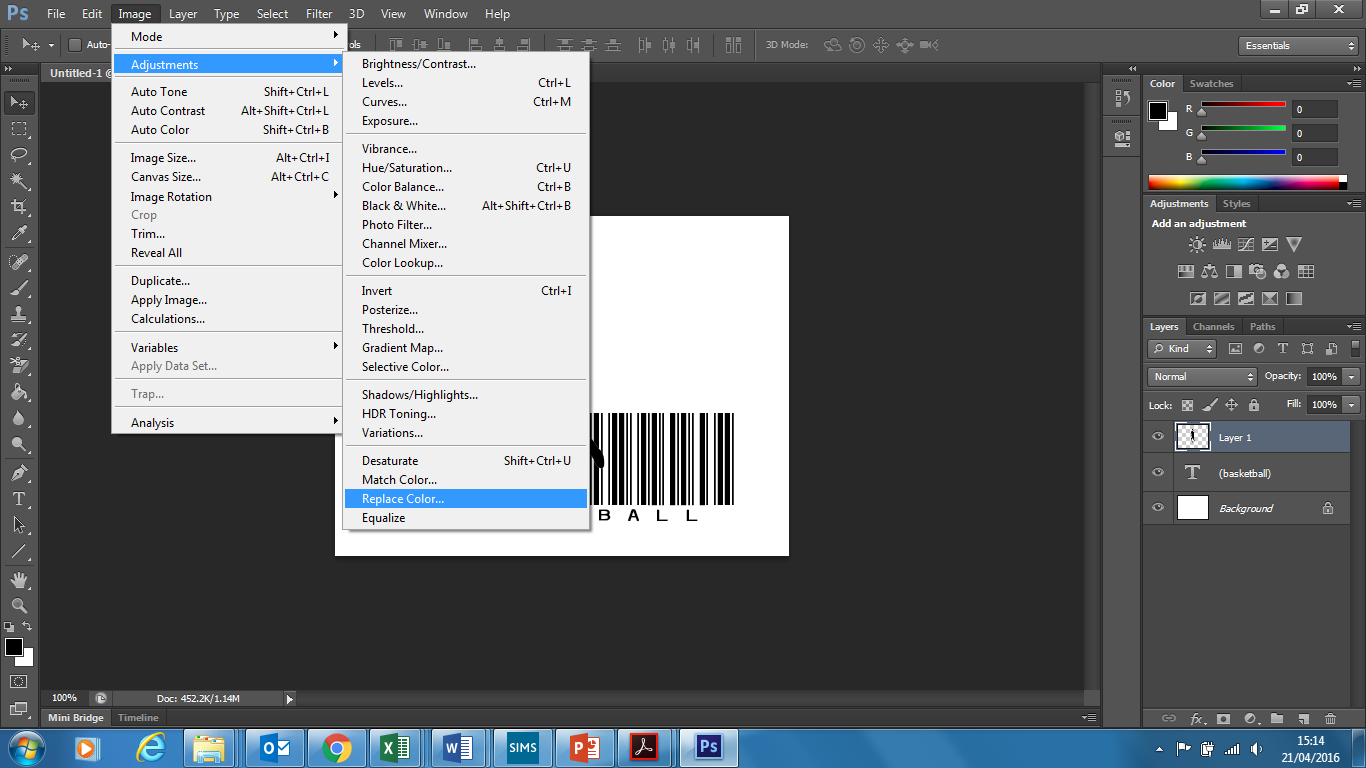 Ps File Edit Image Layer Type Select Filter 3D View Window Help
Auto- 3D Mode: Essentials
Untitled-1 @
Mode
Adjustments
Auto Tone Shift+Ctrl+L
Auto Contrast Alt+Shift+Ctrl+L
Auto Color Shift+Ctrl+B
Image Size... Alt+Ctrl+I
Canvas Size... Alt+Ctrl+C
Image Rotation
Crop
Trim...
Reveal All
Duplicate...
Apply Image...
Calculations...
Variables
Apply Data Set...
Trap...
Analysis
Brightness/Contrast...
Levels... Ctrl+L
Curves... Ctrl+M
Exposure...
Vibrance...
Hue/Saturation... Ctrl+U
Color Balance... Ctrl+B
Black & White... Alt+Shift+Ctrl+B
Photo Filter...
Channel Mixer...
Color Lookup...
Invert Ctrl+I
Posterize...
Threshold...
Gradient Map...
Selective Color...
Shadows/Highlights...
HDR Toning...
Variations...
Desaturate Shift+Ctrl+U
Match Color...
Replace Color...
Equalize
B A L L
Color Swatches
R 0
G 0
B 0
Adjustments Styles
Add an adjustment
Layers Channels Paths
Kind
Normal Opacity: 100%
Lock: Fill: 100%
Layer 1
T (basketball)
Background
100% Doc: 452.2K/1.14M
Mini Bridge Timeline
SIMS Ps
15:14
21/04/2016